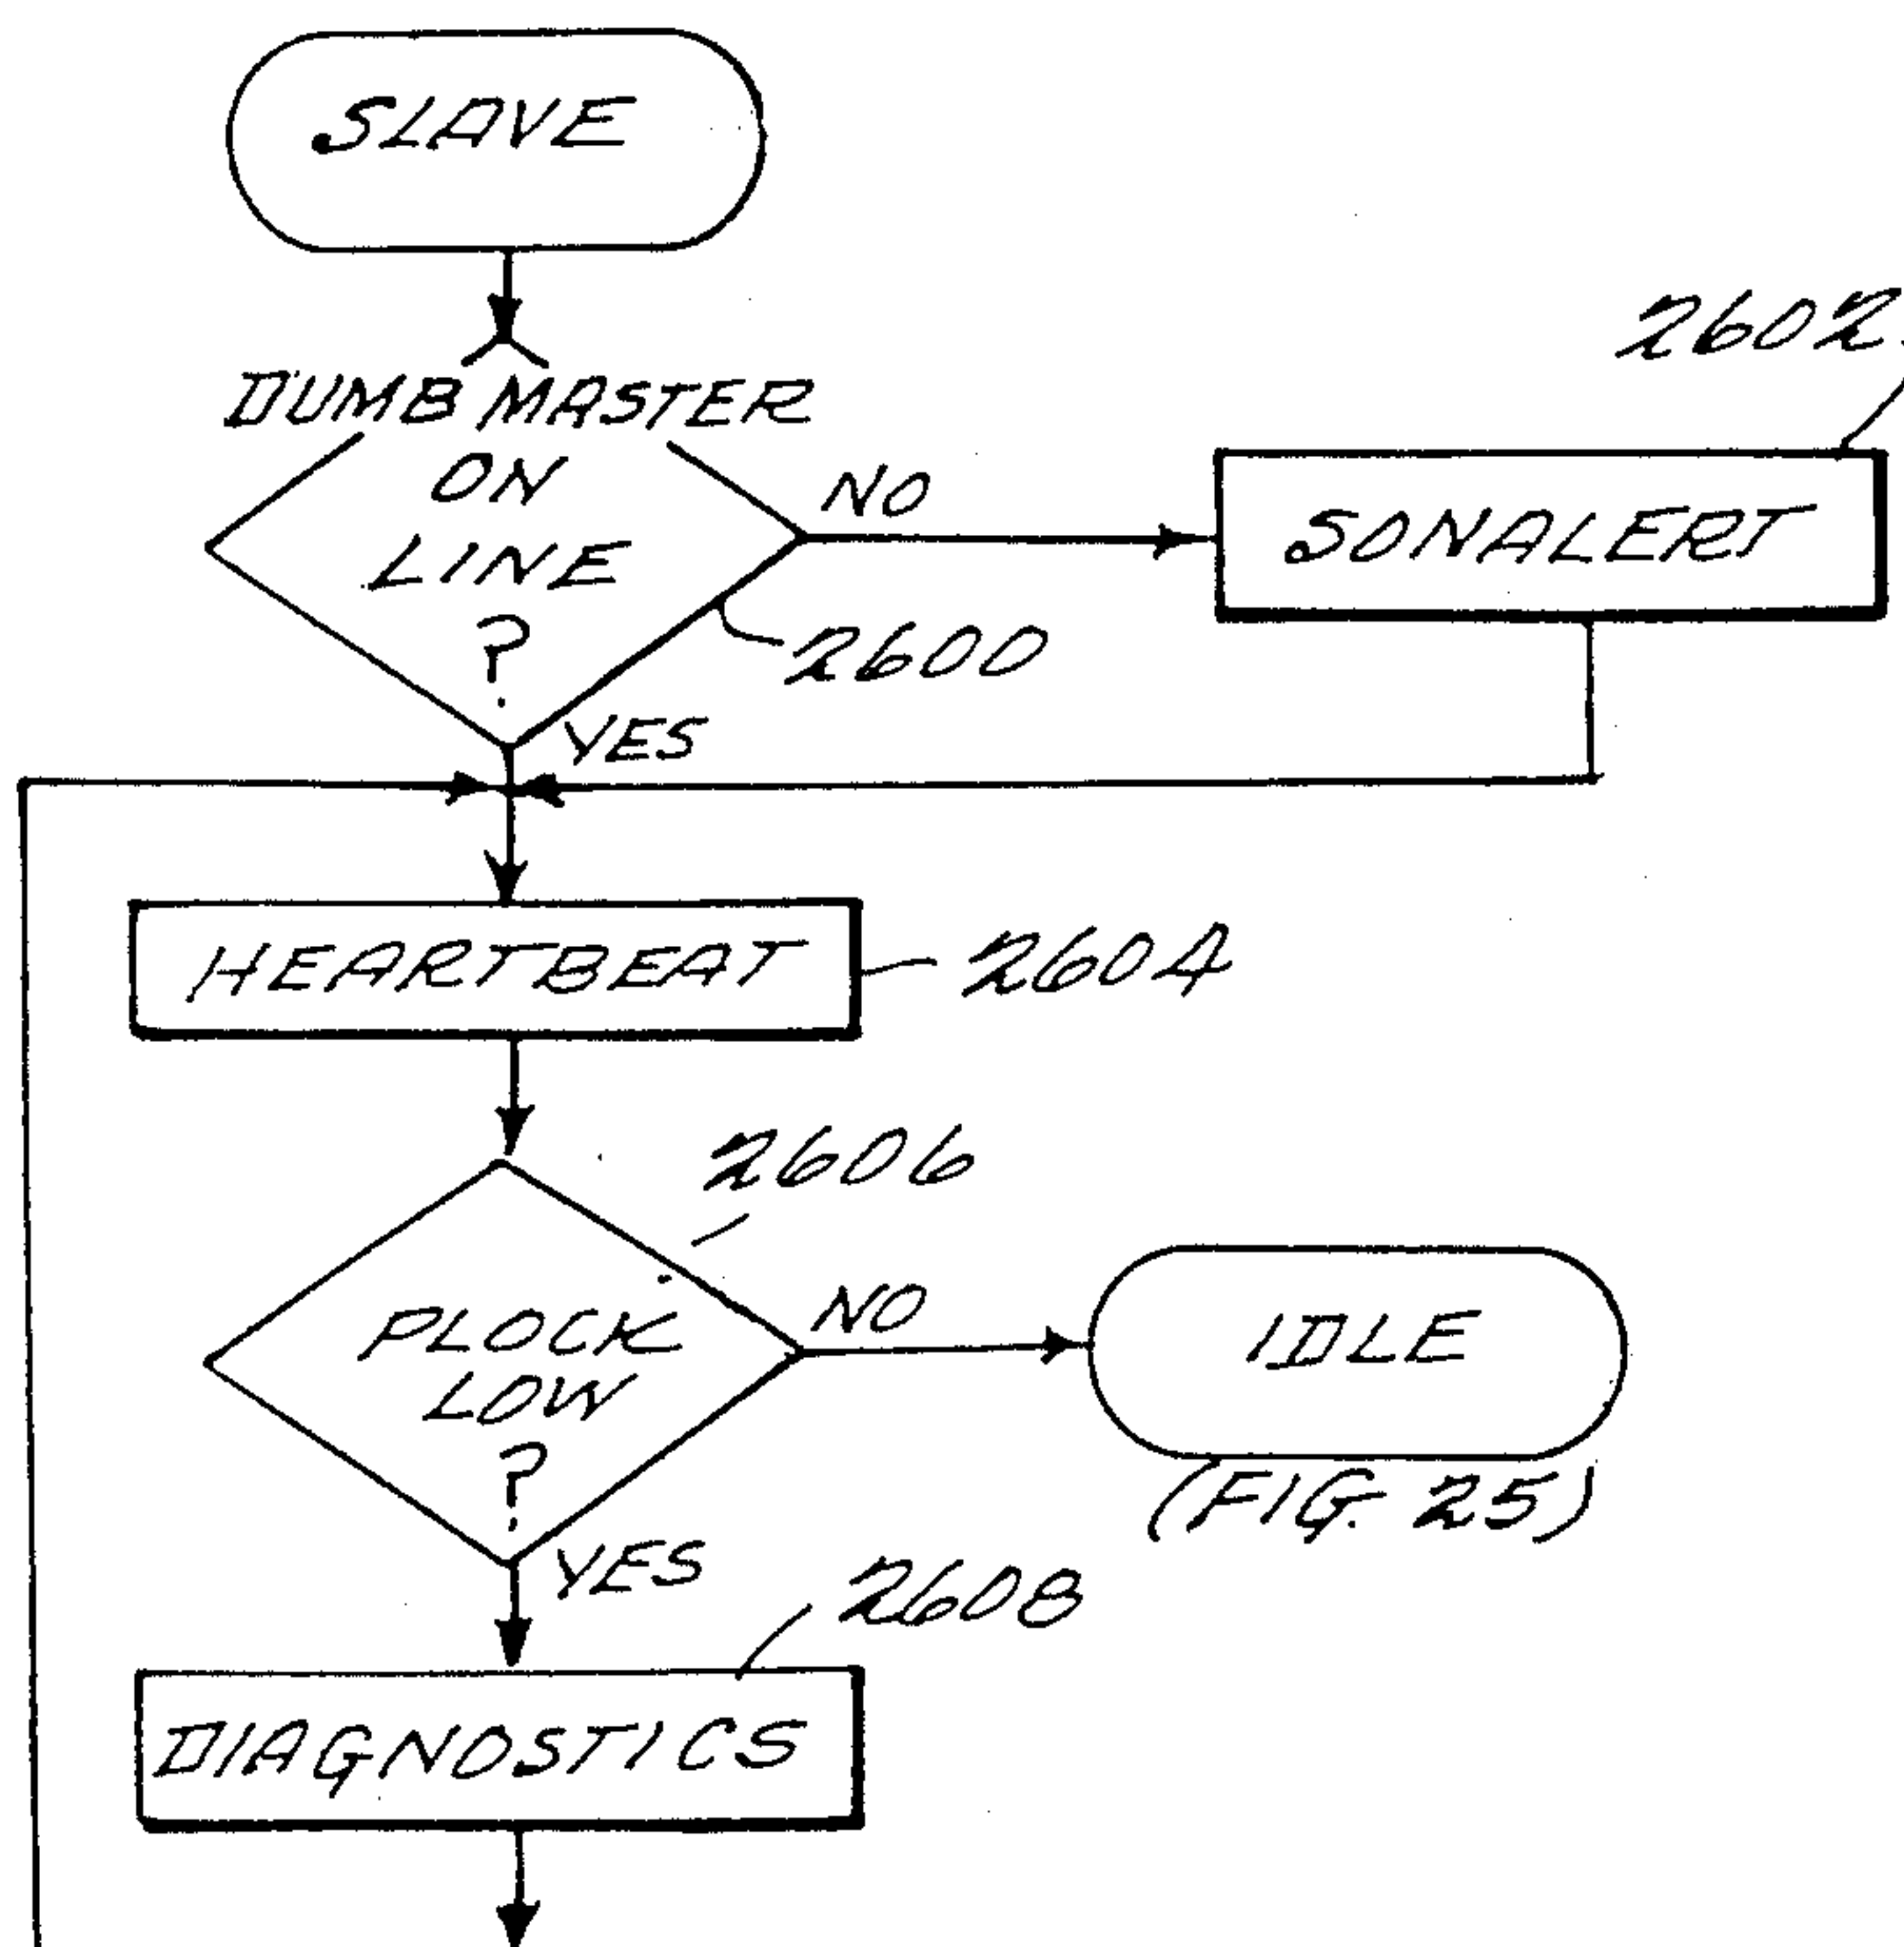 SLAVE
2602
DUMB MASTER
ON
LINE
?
NO
SONALERT
2600
YES
HEARTBEAT
2604
2606
PLOCK
LOW
?
NO
IDLE
(FIG. 25)
YES
2608
DIAGNOSTICS